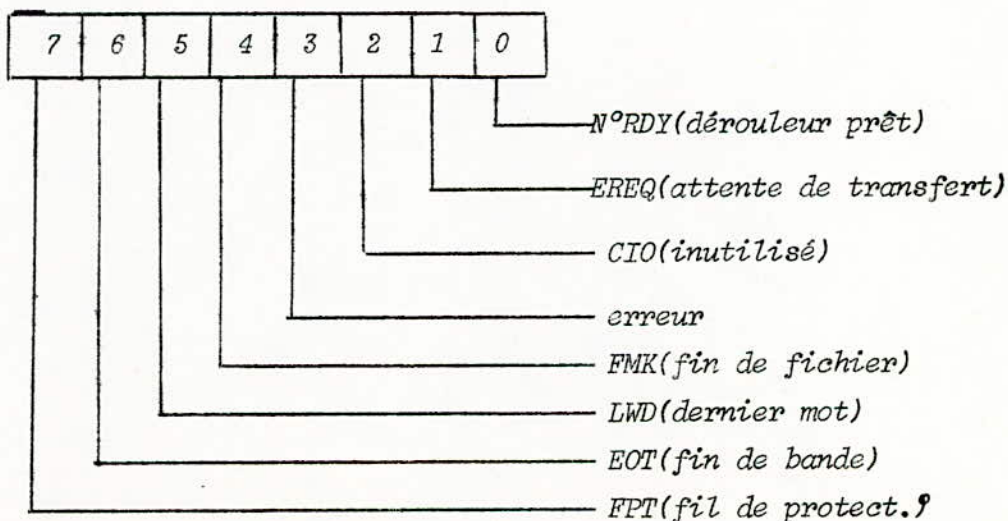 7 6 5 4 3 2 1 0
N°RDY(dérouleur prêt)
EREQ(attente de transfert)
CIO(inutilisé)
erreur
FMK(fin de fichier)
LWD(dernier mot)
EOT(fin de bande)
FPT(fil de protect.)